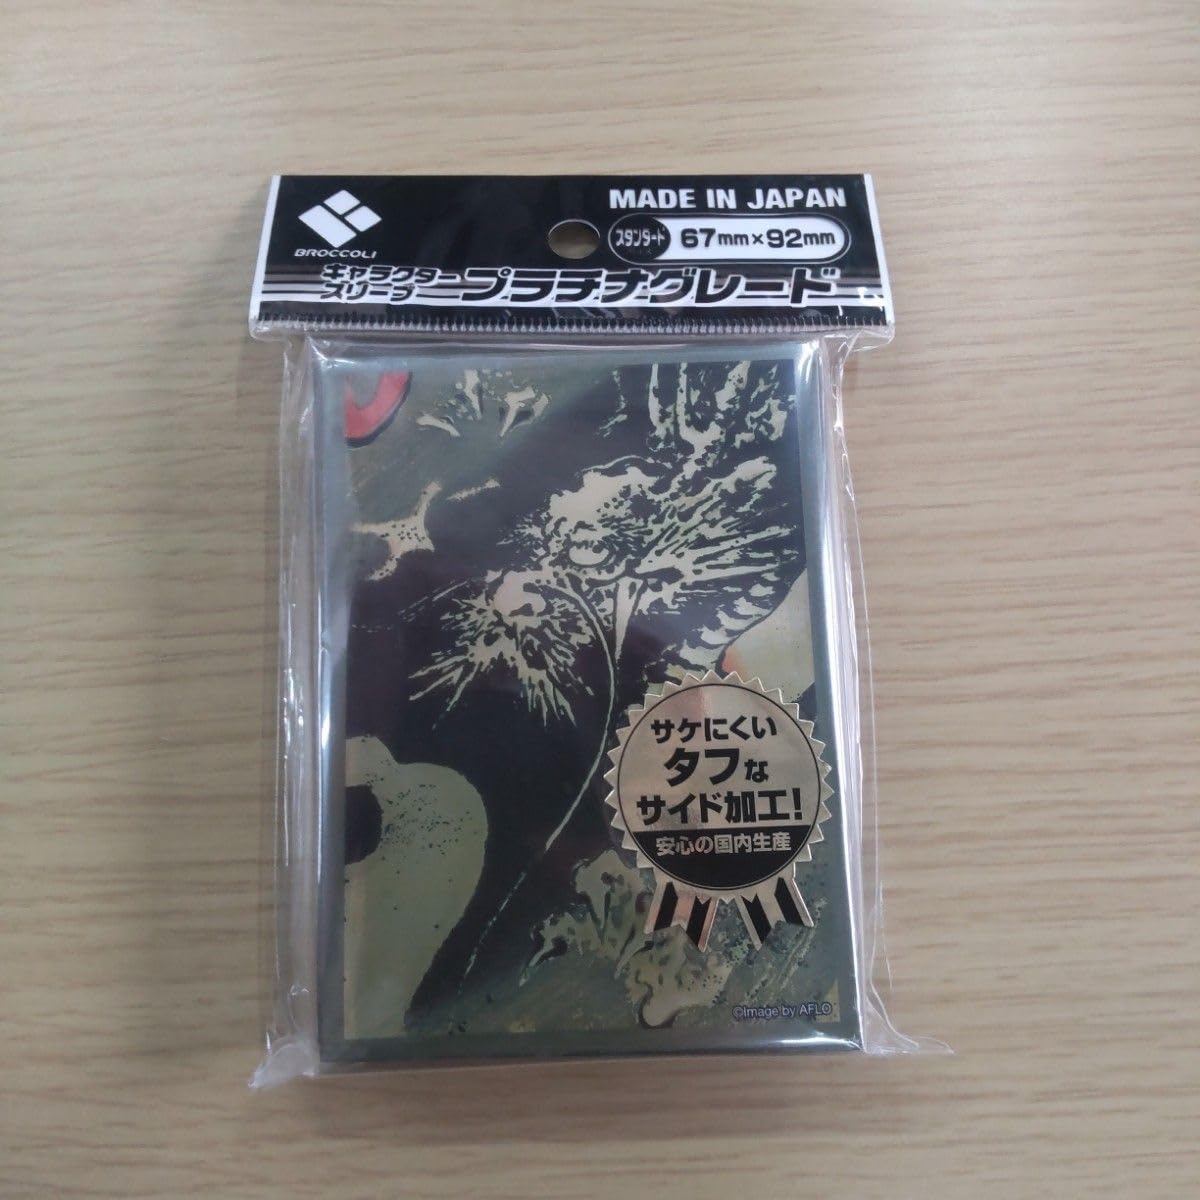 BROCCOLI
MADE IN JAPAN
スタンダード 67mm×92mm
キャラクター
スリーブ
プラチナグレード
サケにくい
タフな
サイド加工!
安心の国内生産
©Image by AFLO